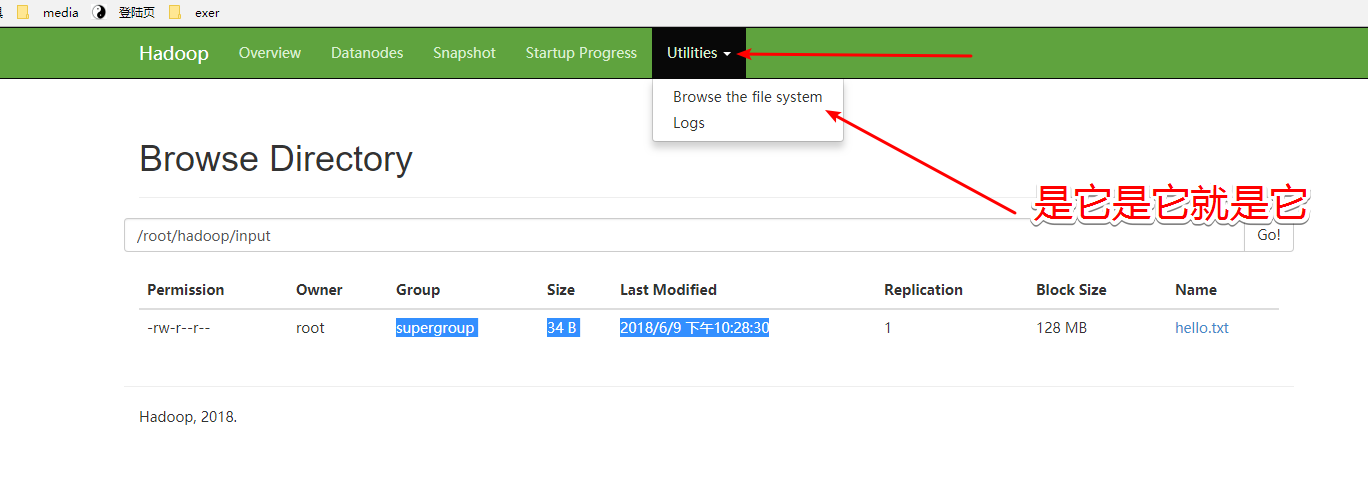 media 登陆页 exer
Hadoop Overview Datanodes Snapshot Startup Progress Utilities
Browse the file system
Logs
Browse Directory
是它是它就是它
/root/hadoop/input Go!
Permission Owner Group Size Last Modified Replication Block Size Name
-rw-r--r-- root supergroup 34 B 2018/6/9 下午10:28:30 1 128 MB hello.txt
Hadoop, 2018.